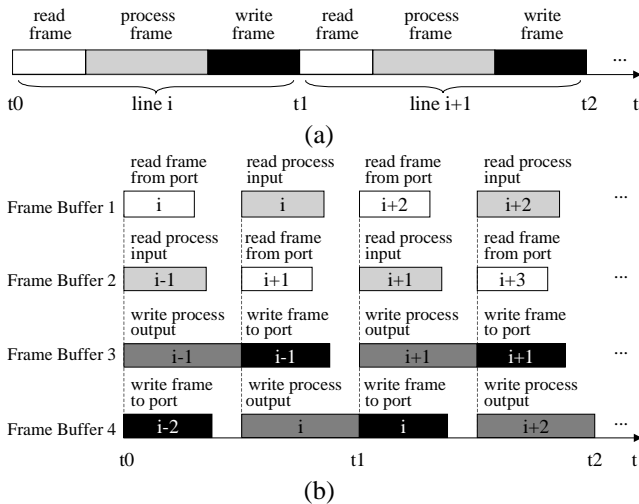 read process write read process write
frame frame frame frame frame frame
...
t0 line i t1 line i+1 t2 t
(a)
read frame read process read frame read process
from port input from port input
Frame Buffer 1 i i i+2 i+2 ...
read process read frame read process read frame
input from port input from port
Frame Buffer 2 i-1 i+1 i+1 i+3 ...
write process write frame write process write frame
output to port output to port
Frame Buffer 3 i-1 i-1 i+1 i+1 ...
write frame write process write frame write process
to port output to port output
Frame Buffer 4 i-2 i i i+2 ...
t0 t1 t2 t
(b)